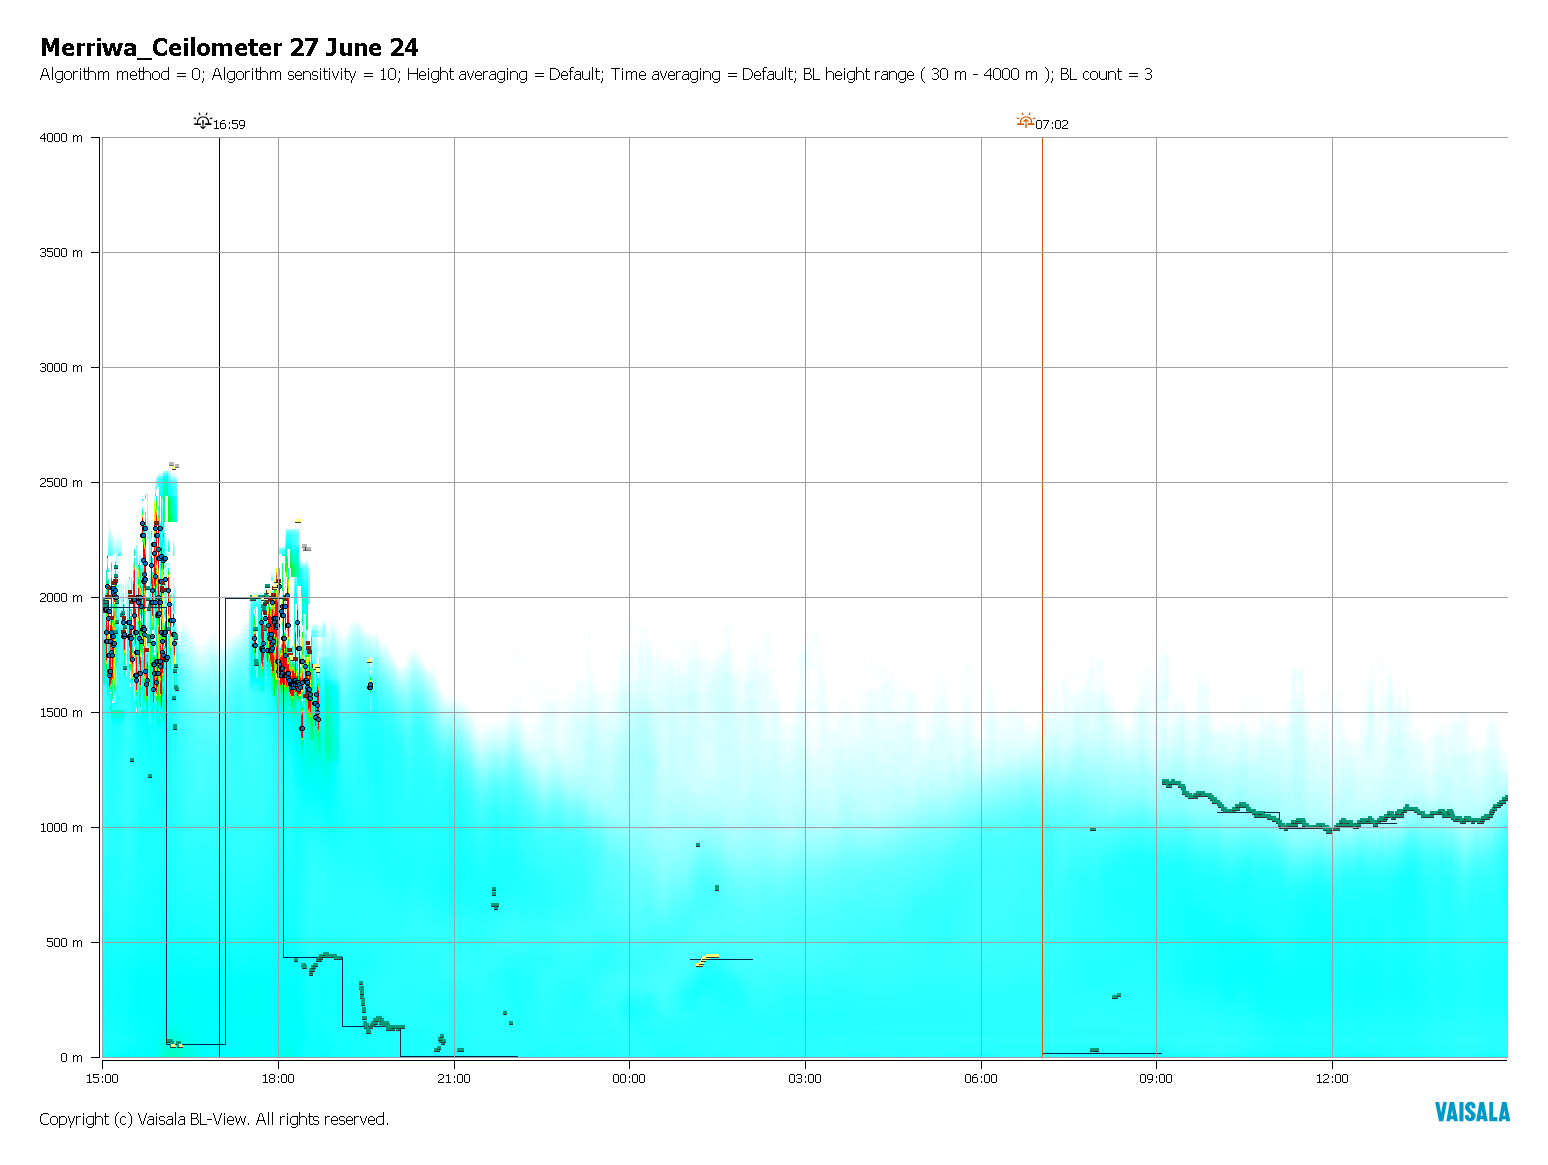 Merriwa_Ceilometer 27 June 24
Algorithm method = 0; Algorithm sensitivity = 10; Height averaging = Default; Time averaging = Default; BL height range ( 30 m - 4000 m ); BL count = 3
16:59
07:02
4000 m
3500 m
3000 m
2500 m
2000 m
1500 m
1000 m
500 m
0 m
15:00
18:00
21:00
00:00
03:00
06:00
09:00
12:00
Copyright (c) Vaisala BL-View. All rights reserved.
VAISALA